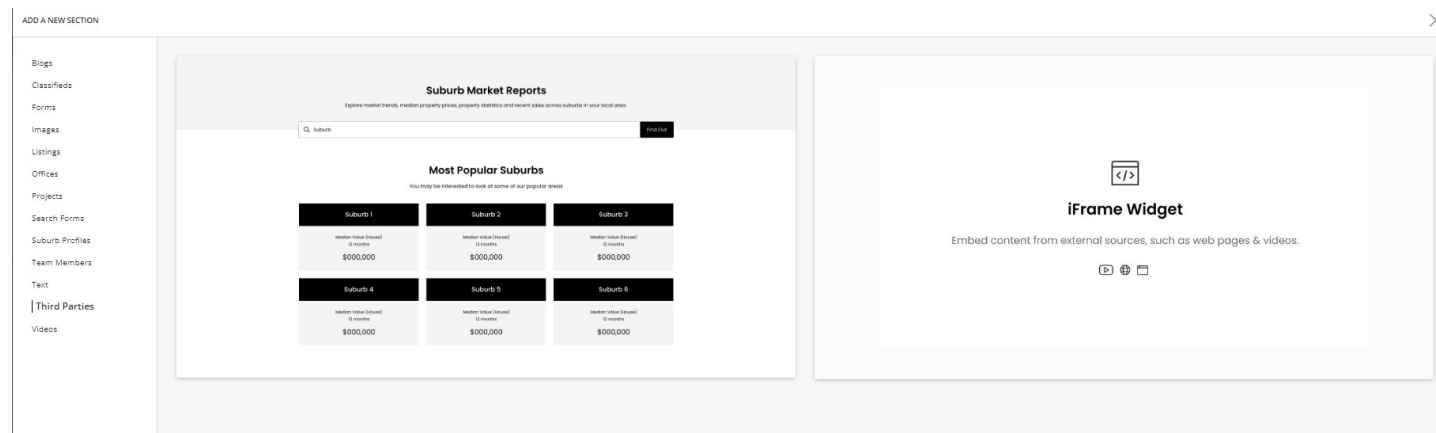 ADD A NEW SECTION
Blogs
Classifieds
Forms
Images
Listings
Offices
Projects
Search Forms
Suburb Profiles
Team Members
Text
Third Parties
Videos
Suburb Market Reports
Explore market trends, median property prices, property statistics and recent sales across suburbs in your local area.
Suburb
Find Out
Most Popular Suburbs
You may be interested to look at some of our popular areas
Suburb 1
Suburb 2
Suburb 3
Median Value (House)
Median Value (House)
Median Value (House)
12 months
12 months
12 months
$000,000
$000,000
$000,000
Suburb 4
Suburb 5
Suburb 6
Median Value (House)
Median Value (House)
Median Value (House)
12 months
12 months
12 months
$000,000
$000,000
$000,000
</> 
iFrame Widget
Embed content from external sources, such as web pages & videos.